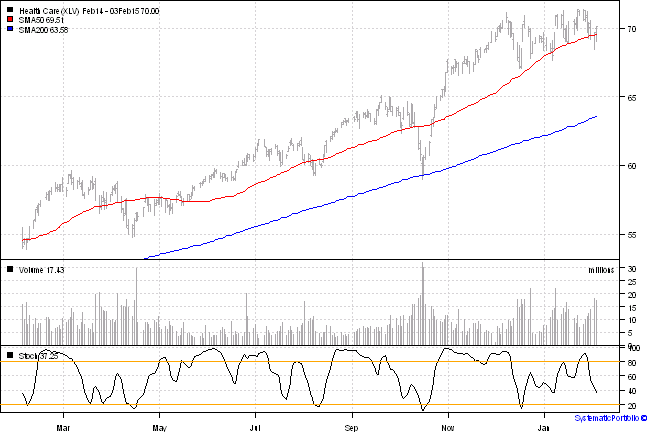 Health Care (XLV) Feb14 - 03Feb15 70.00
SMA50 69.51
SMA200 63.58
70
65
60
55
Volume 17.43
millions
30
25
20
15
10
5
0
Stoch 37.25
100
80
60
40
20
Mar May Jul Sep Nov Jan
SystematicPortfolio ©